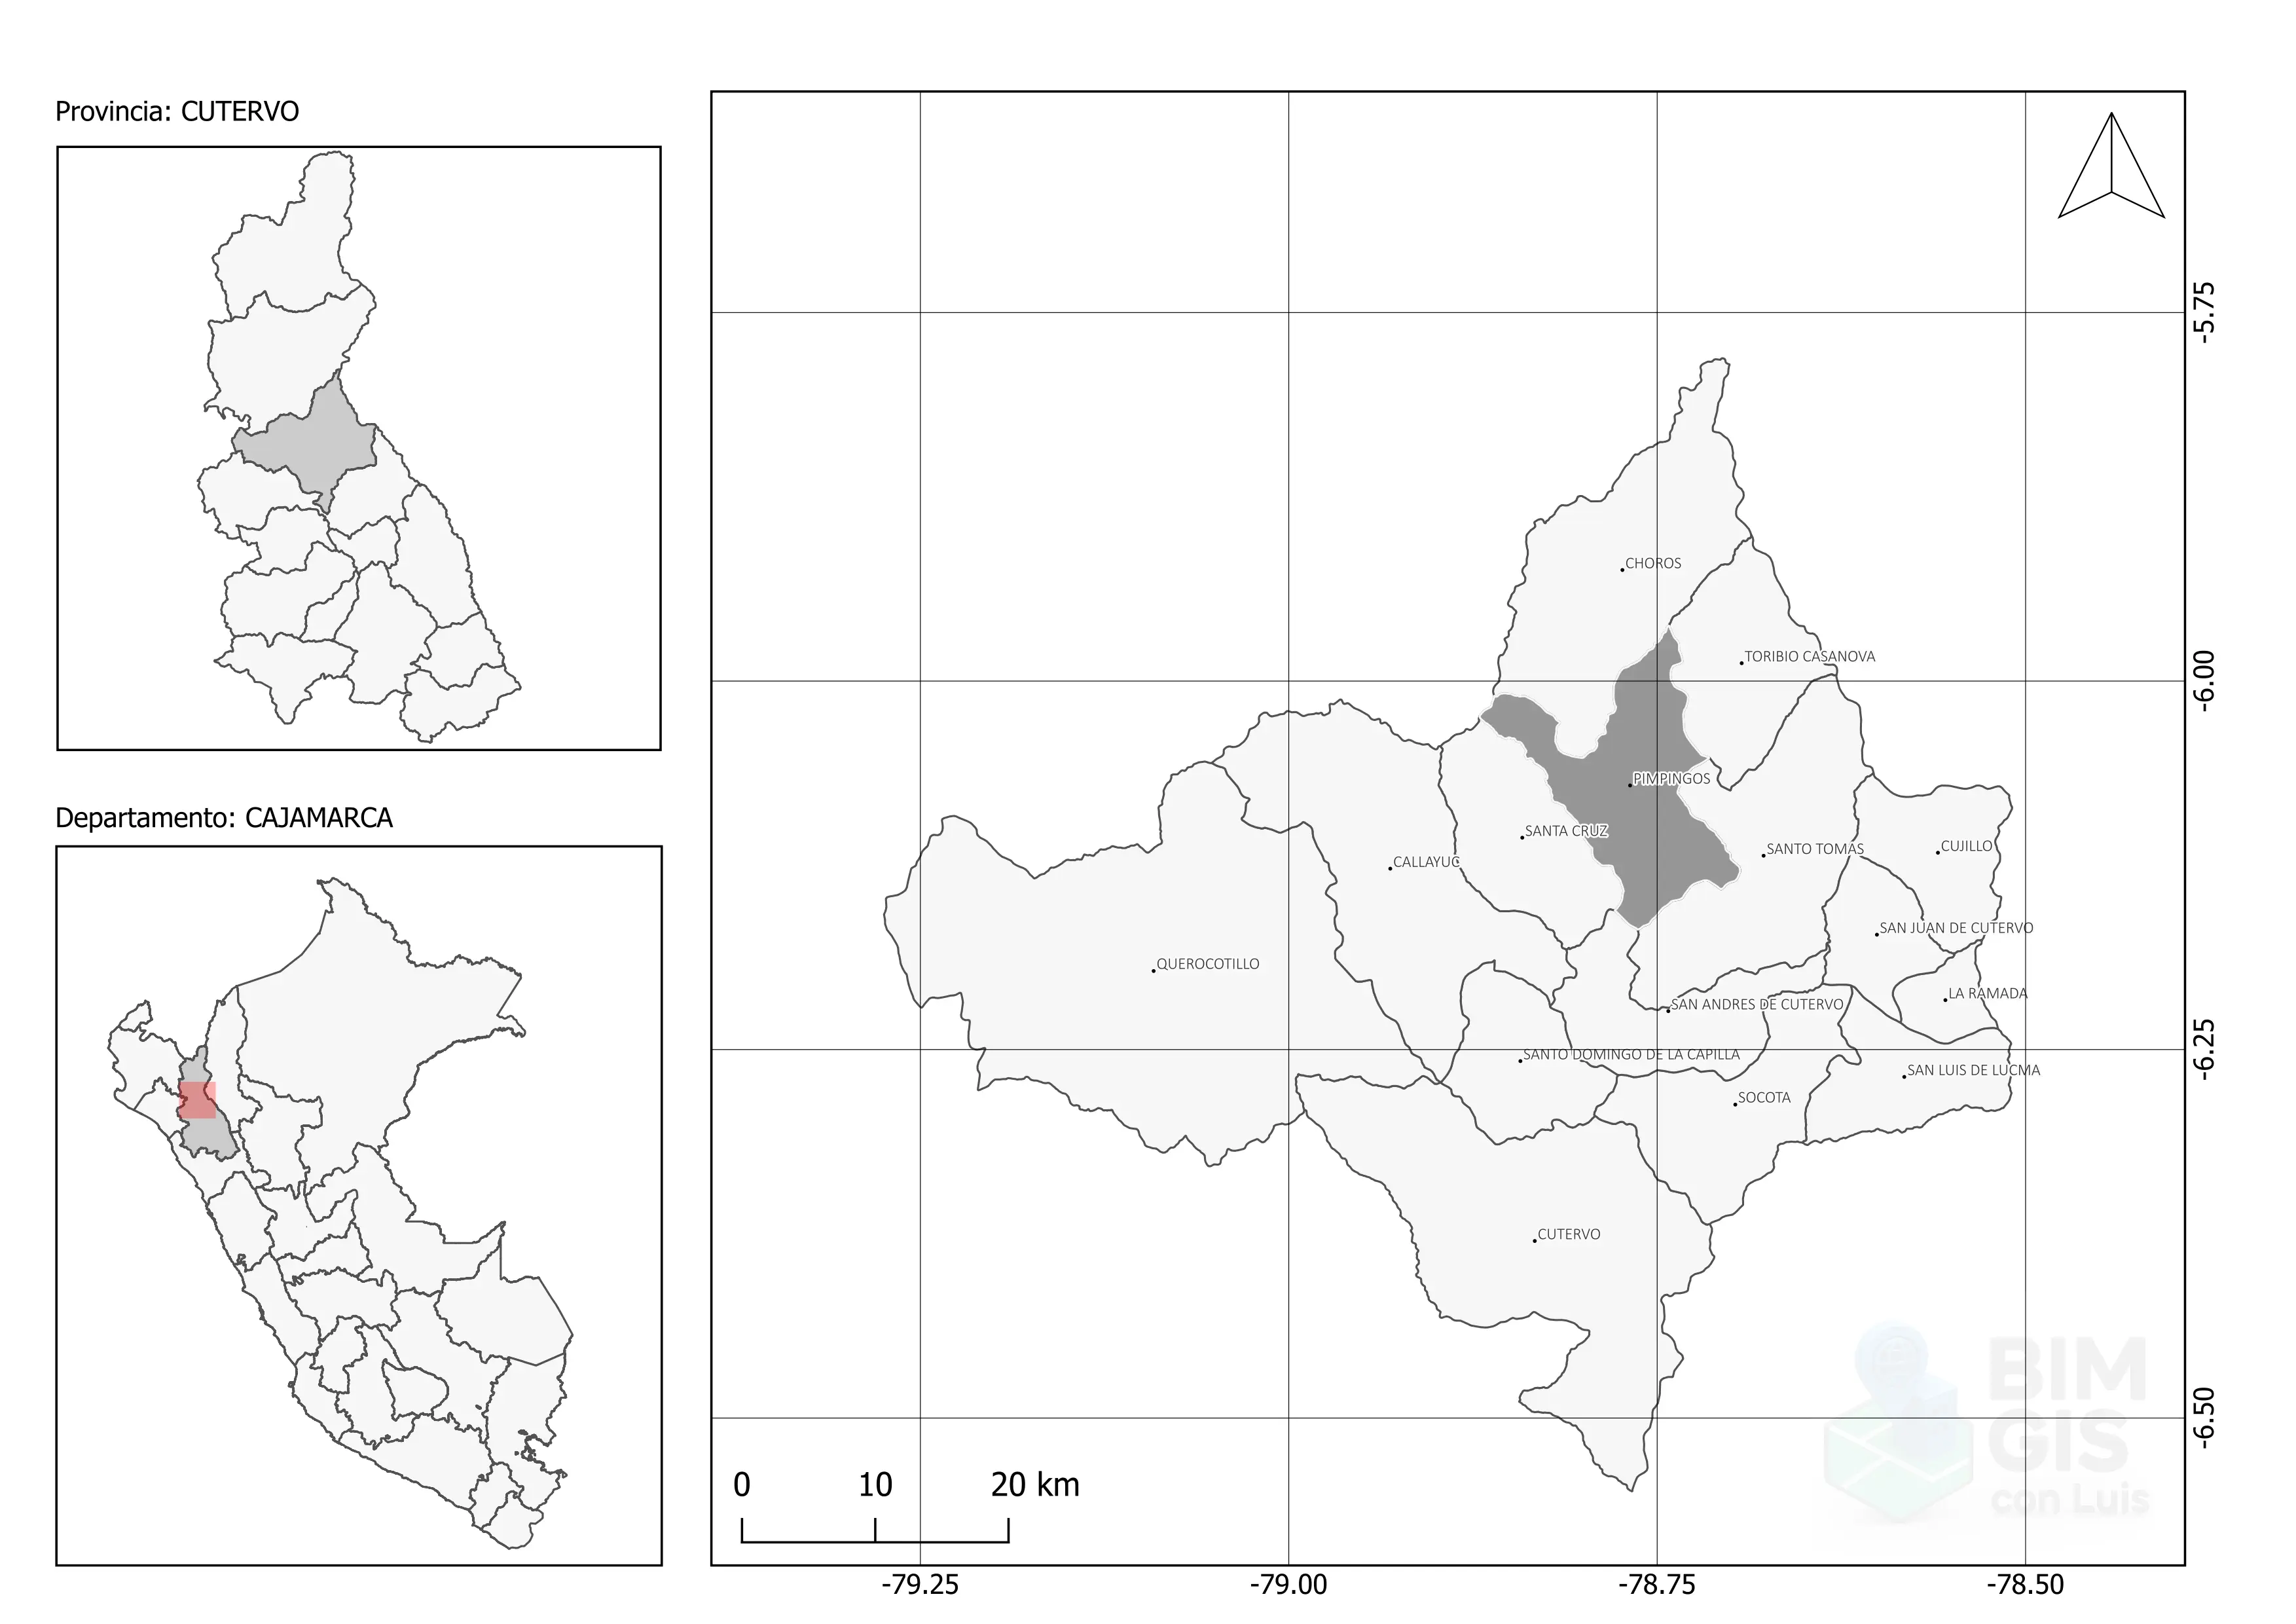 Provincia: CUTERVO
Departamento: CAJAMARCA
CHOROS
TORIBIO CASANOVA
PIMPINGOS
SANTA CRUZ
SANTO TOMAS
CUJILLO
CALLAYUC
SAN JUAN DE CUTERVO
QUEROCOTILLO
LA RAMADA
SAN ANDRES DE CUTERVO
SANTO DOMINGO DE LA CAPILLA
SAN LUIS DE LUCMA
SOCOTA
CUTERVO
-5.75
-6.00
-6.25
-6.50
BIM
GIS
con Luis
0 10 20 km
-79.25 -79.00 -78.75 -78.50